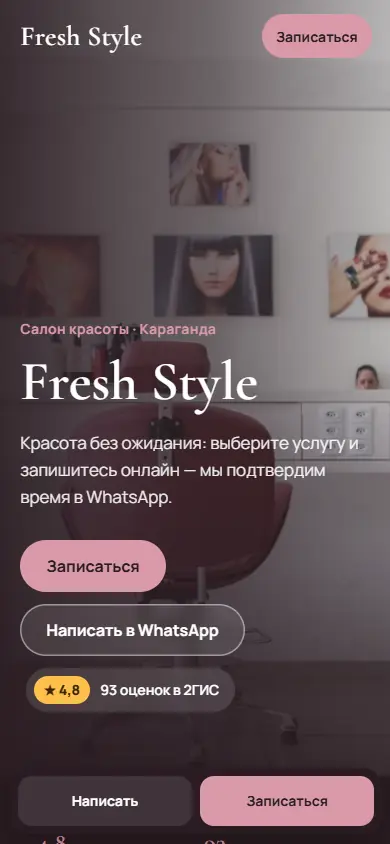 Fresh Style
Записаться
Салон красоты · Караганда
Fresh Style
Красота без ожидания: выберите услугу и
запишитесь онлайн — мы подтвердим
время в WhatsApp.
Записаться
Написать в WhatsApp
★ 4,8 93 оценок в 2ГИС
Написать
Записаться